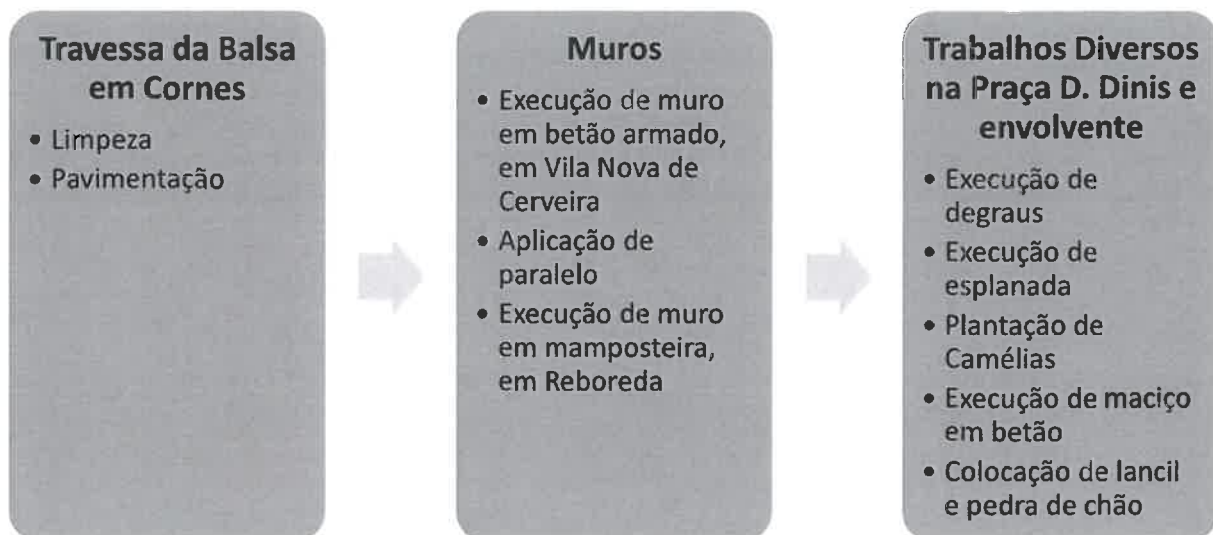 Travessa da Balsa
em Cornes
• Limpeza
• Pavimentação
Muros
• Execução de muro
em betão armado,
em Vila Nova de
Cerveira
• Aplicação de
paralelo
• Execução de muro
em mamposteira,
em Reboreda
Trabalhos Diversos
na Praça D. Dinis e
envolvente
• Execução de
degraus
• Execução de
esplanada
• Plantação de
Camélias
• Execução de maciço
em betão
• Colocação de lancil
e pedra de chão